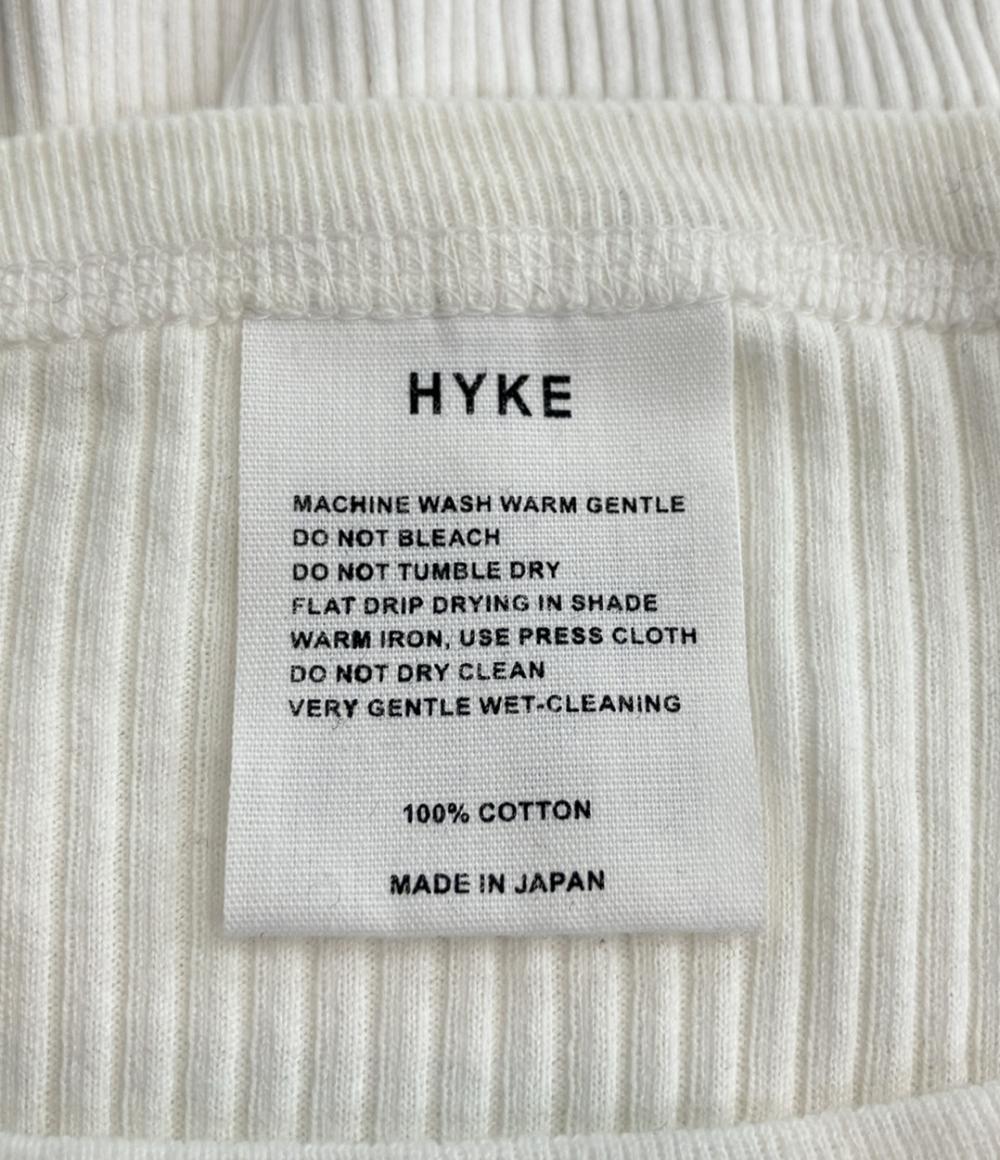 HYKE
MACHINE WASH WARM GENTLE
DO NOT BLEACH
DO NOT TUMBLE DRY
FLAT DRIP DRYING IN SHADE
WARM IRON, USE PRESS CLOTH
DO NOT DRY CLEAN
VERY GENTLE WET-CLEANING
100% COTTON
MADE IN JAPAN